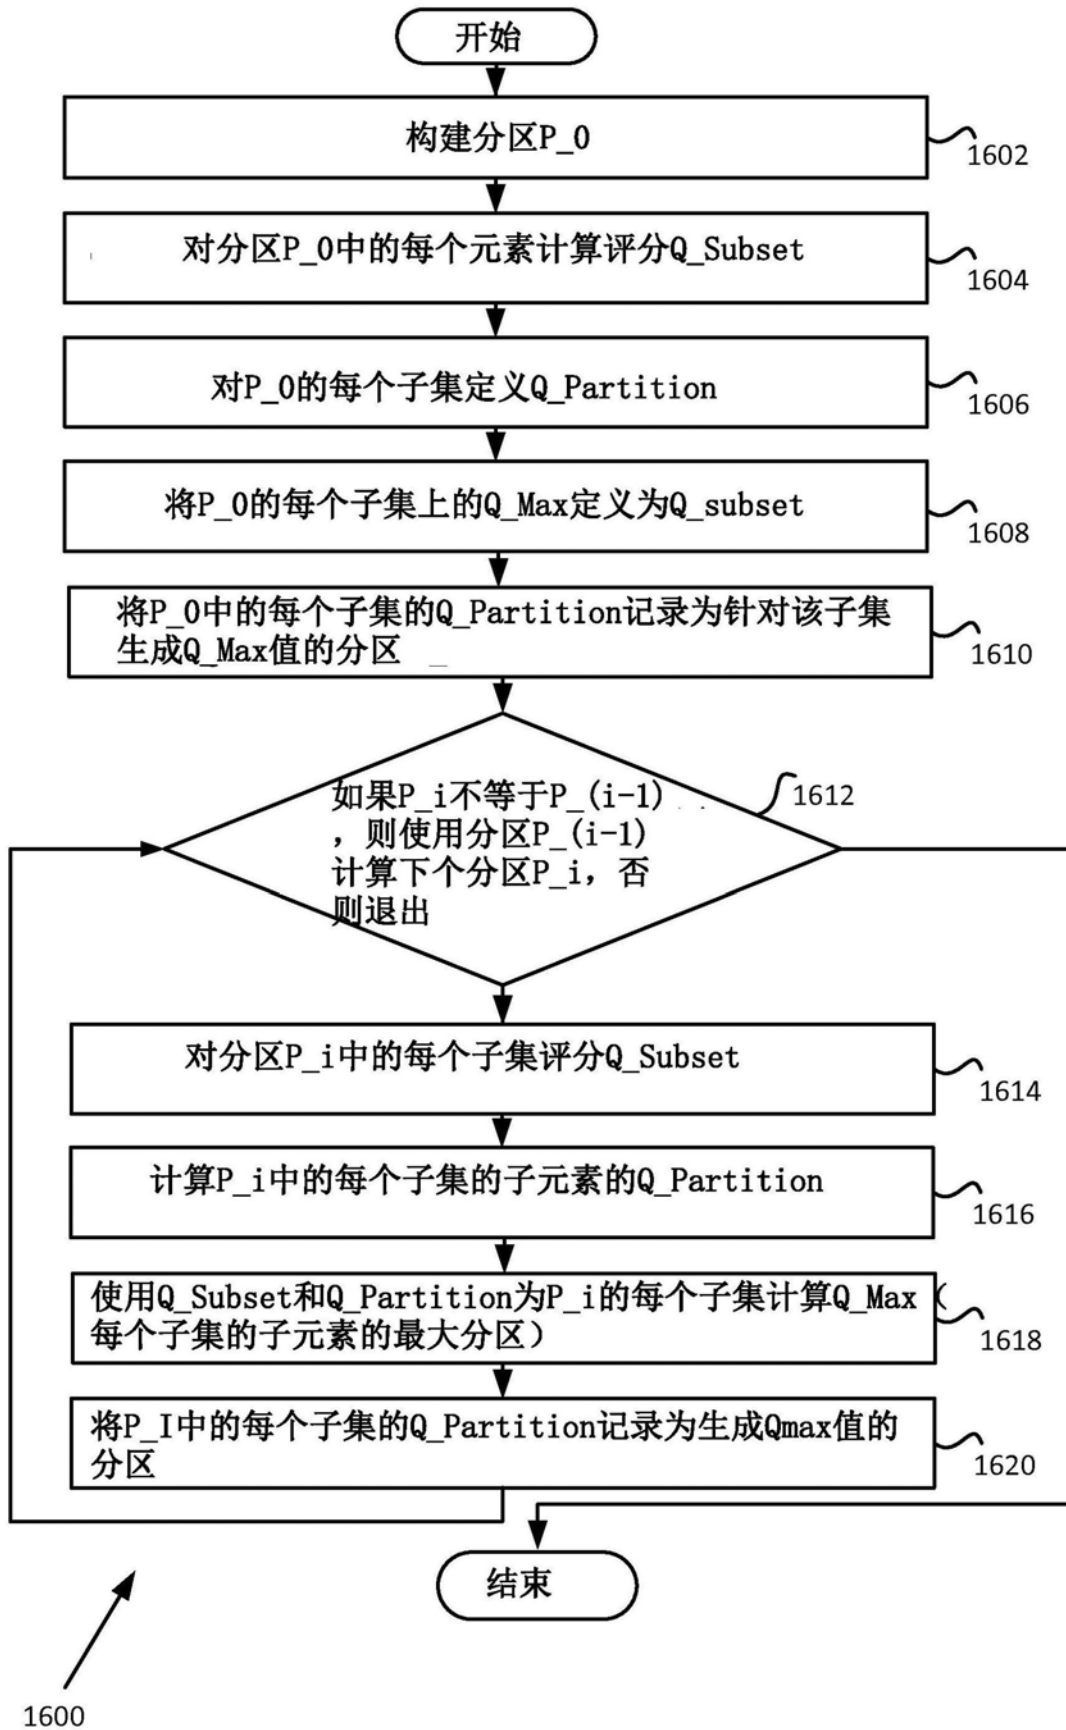 开始
构建分区P_0
1602
对分区P_0中的每个元素计算评分Q_Subset
1604
对P_0的每个子集定义Q_Partition
1606
将P_0的每个子集上的Q_Max定义为Q_subset
1608
将P_0中的每个子集的Q_Partition记录为针对该子集
生成Q_Max值的分区
1610
如果P_i不等于P_(i-1)
，则使用分区P_(i-1)
计算下个分区P_i，否
则退出
1612
对分区P_i中的每个子集评分Q_Subset
1614
计算P_i中的每个子集的子元素的Q_Partition
1616
使用Q_Subset和Q_Partition为P_i的每个子集计算Q_Max（
每个子集的子元素的最大分区）
1618
将P_I中的每个子集的Q_Partition记录为生成Qmax值的
分区
1620
结束
1600